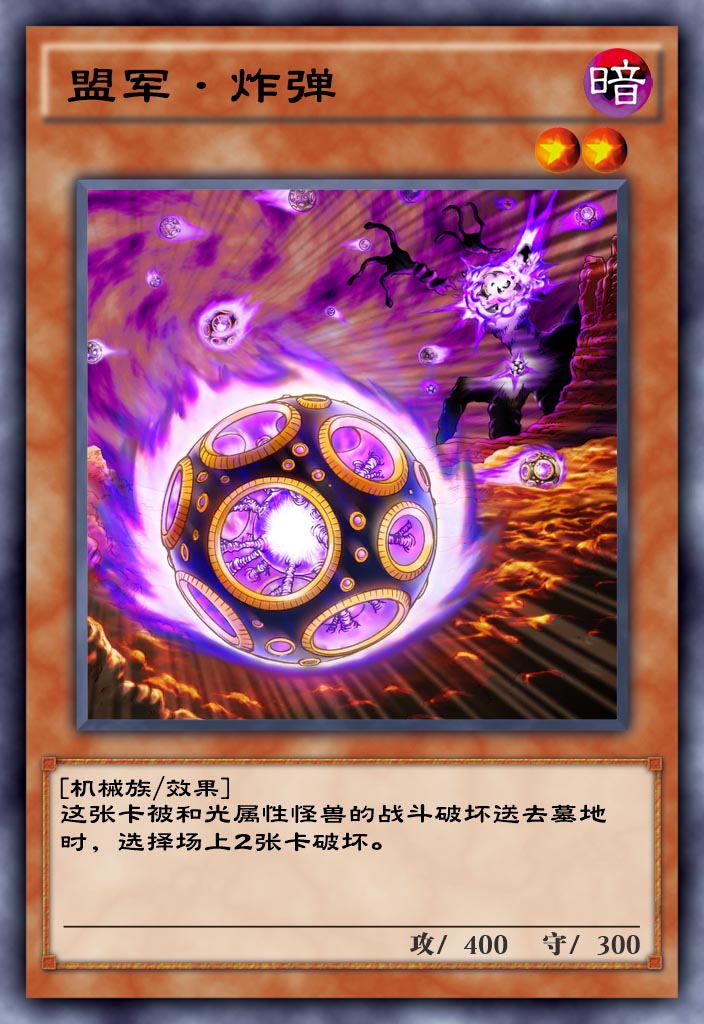 盟军·炸弹
暗
[机械族/效果]
这张卡被和光属性怪兽的战斗破坏送去墓地
时，选择场上2张卡破坏。
攻/ 400 守/ 300